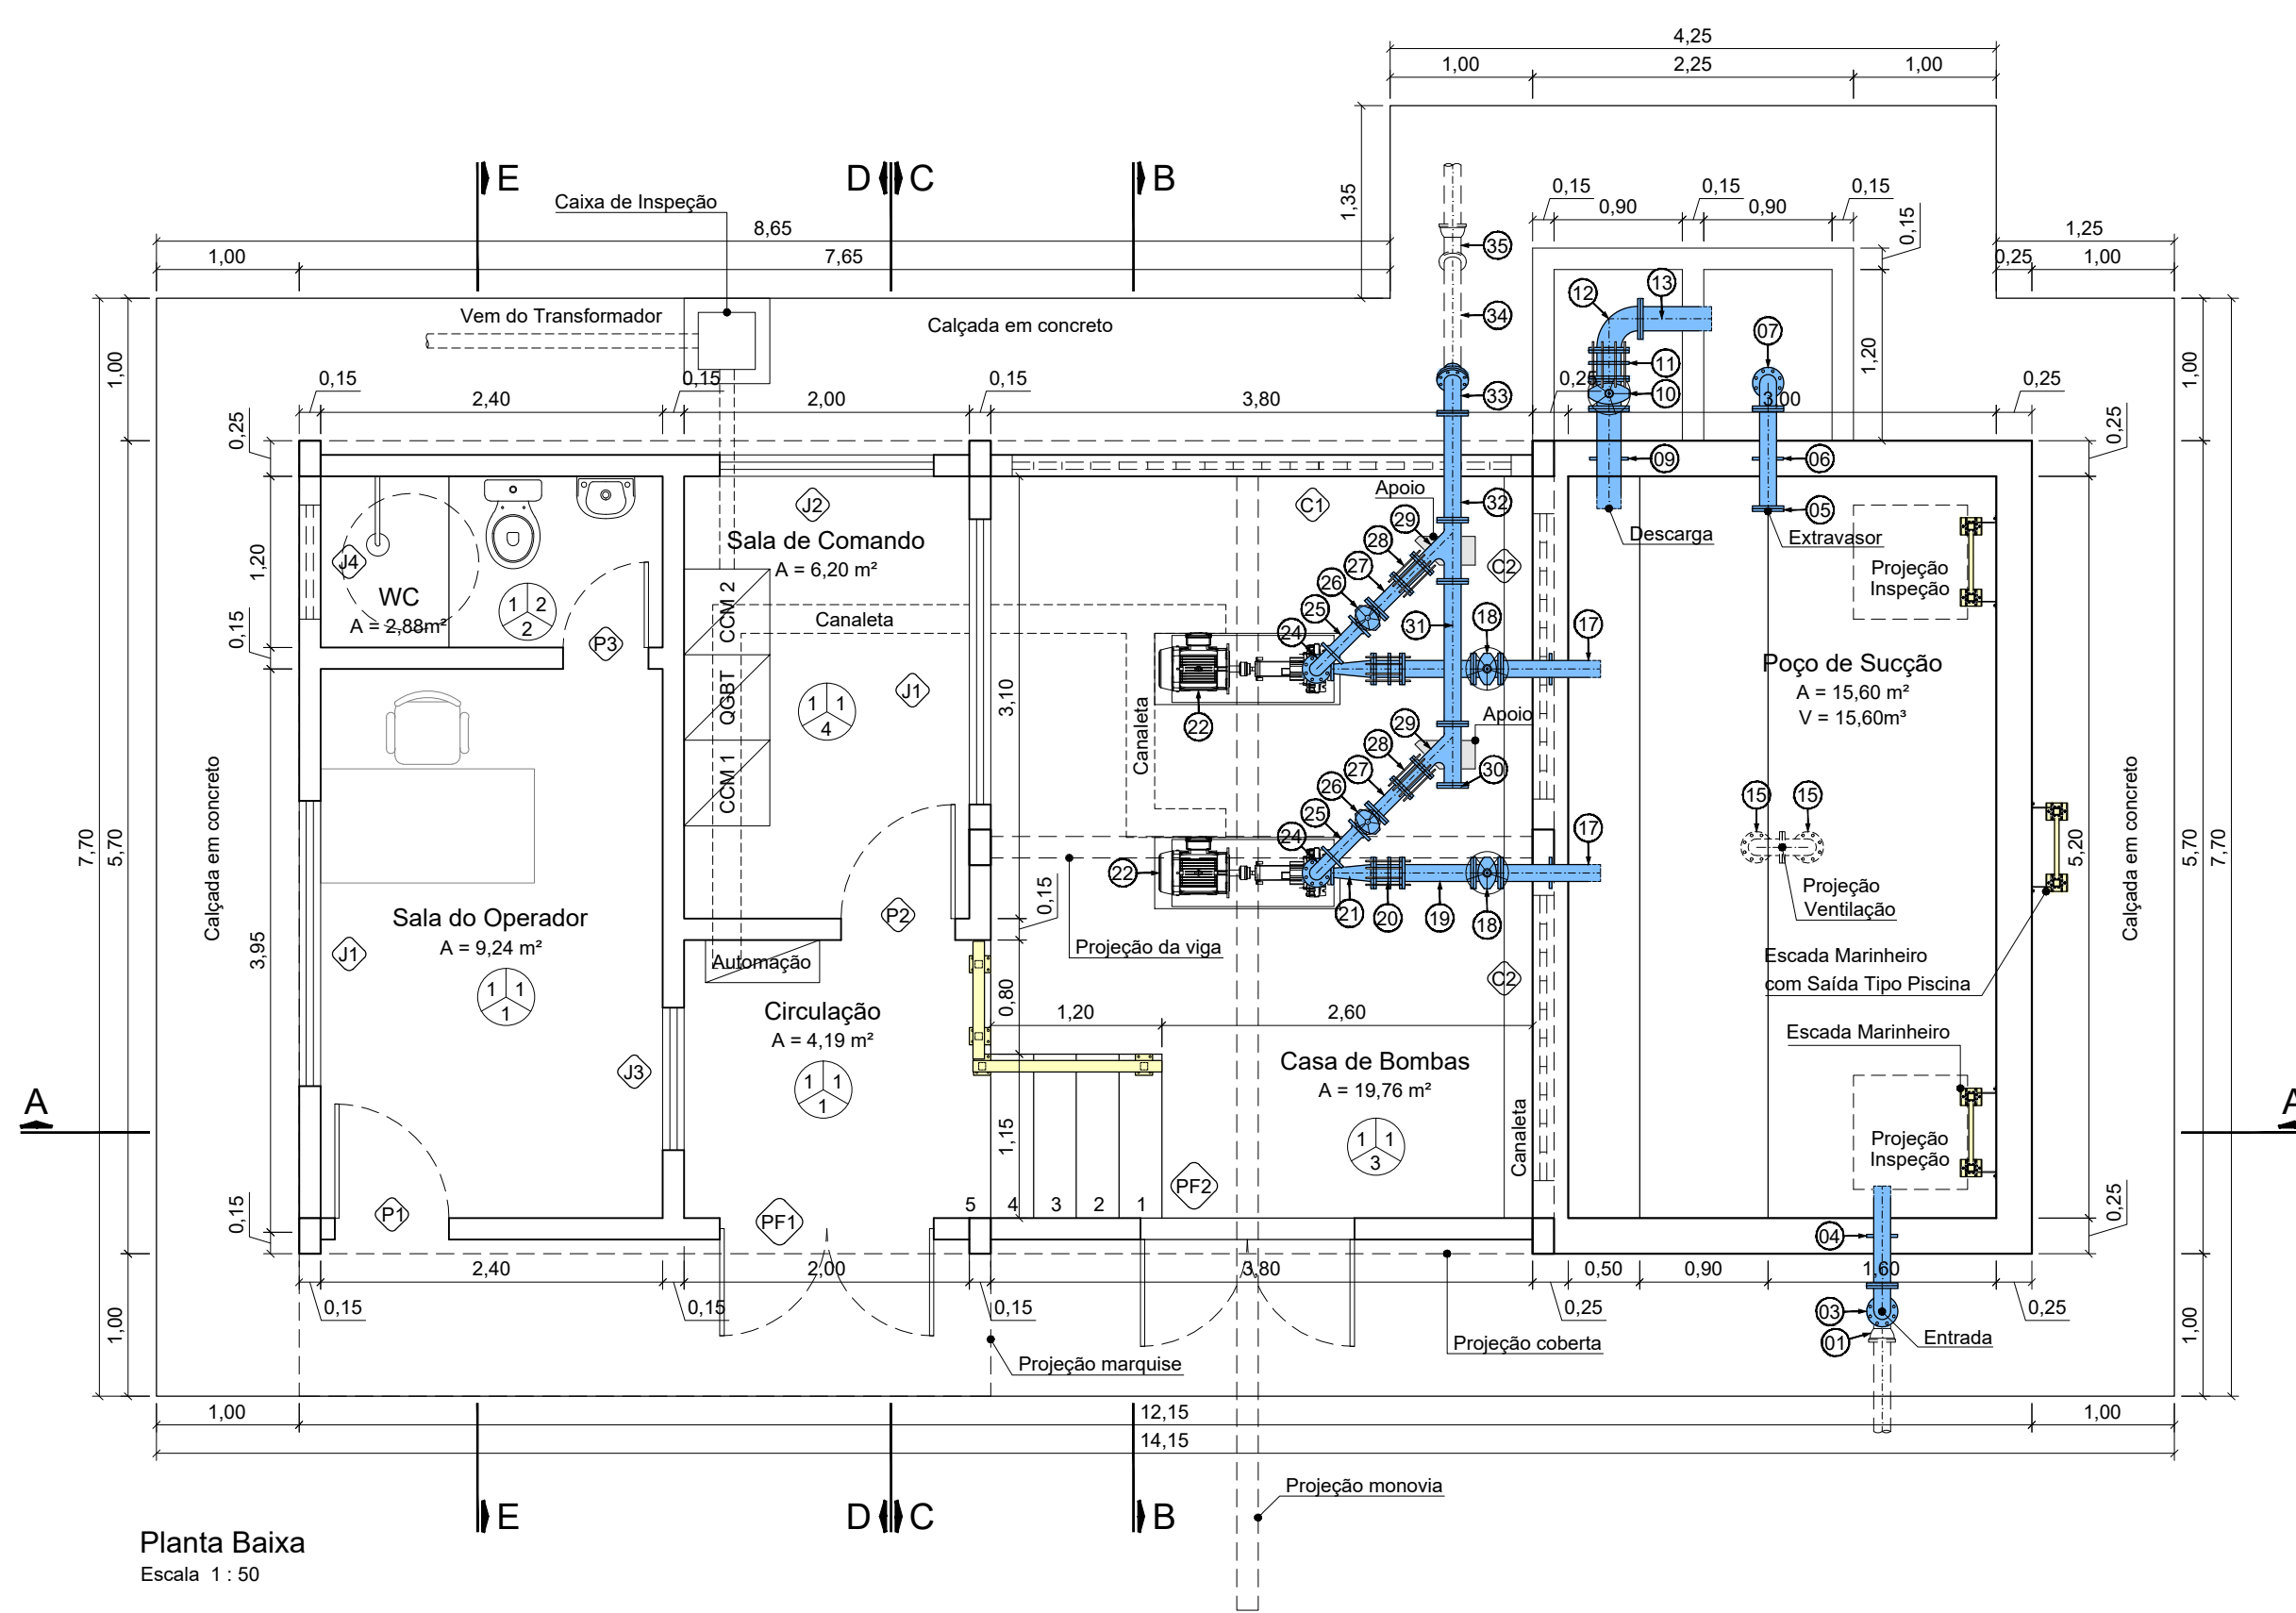 4,25
1,00 2,25 1,00
E D C B
Caixa de Inspeção
1,35
0,15 0,15 0,15
0,90 0,90
0,15
8,65
1,25
1,00 7,65
0,25 1,00
35
12 13
Vem do Transformador
Calçada em concreto
34
07
1,00
11
1,20
1,00
0,15 0,15 0,15
0,25
0,25
2,40 2,00 3,80
33
10
3,00
0,25
0,25
09 06
Apoio
J2
C1
32
05
Sala de Comando
A = 6,20 m²
29
28
Descarga
Extravasor
J4
1,20
27
C2
Projeção
Inspeção
WC
A = 2,88m²
1 2
2
CCM 2
Canaleta
26
25
24
31
18
17
0,15
P3
Poço de Sucção
A = 15,60 m²
V = 15,60m³
QGBT
J1
3,10
1 1
4
22
Canaleta
Apoio
29
28
27
30
CCM 1
26
25
15 15
Calçada em concreto
Calçada em concreto
7,70 5,70
24
17
5,20
5,70 7,70
22
21 20 19 18
Projeção
Ventilação
0,15
Sala do Operador
A = 9,24 m²
P2
J1
3,95
Projeção da viga
Escada Marinheiro
com Saída Tipo Piscina
Automação
C2
1 1
1
0,80
Circulação
A = 4,19 m²
1,20 2,60
Escada Marinheiro
J3
1 1
1
Casa de Bombas
A = 19,76 m²
A A
1,15
1 1
3
Canaleta
Projeção
Inspeção
PF2
5 4 3 2 1
P1
PF1
0,15
0,25
04
2,40 2,00 3,80
0,50 0,90 1,60
0,15 0,15 0,15
0,25
0,25
1,00
03
01
Entrada
1,00
Projeção coberta
Projeção marquise
1,00 12,15 1,00
14,15
Projeção monovia
E D C B
Planta Baixa
Escala 1 : 50